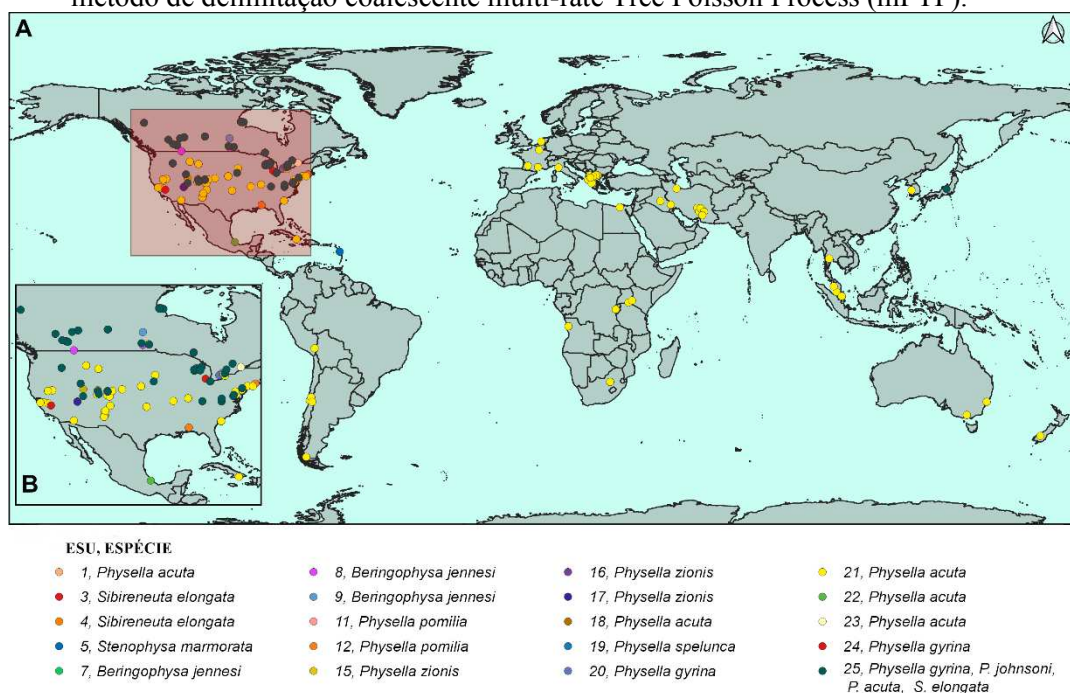 método de delimitação coalescente multi-rate Tree Poisson Process (mPTP).
A
B
ESU, ESPÉCIE
1, Physella acuta
3, Sibireneuta elongata
4, Sibireneuta elongata
5, Stenophysa marmorata
7, Beringophysa jennesi
8, Beringophysa jennesi
9, Beringophysa jennesi
11, Physella pomilia
12, Physella pomilia
15, Physella zionis
16, Physella zionis
17, Physella zionis
18, Physella acuta
19, Physella spelunca
20, Physella gyrina
21, Physella acuta
22, Physella acuta
23, Physella acuta
24, Physella gyrina
25, Physella gyrina, P. johnsoni,
P. acuta, S. elongata